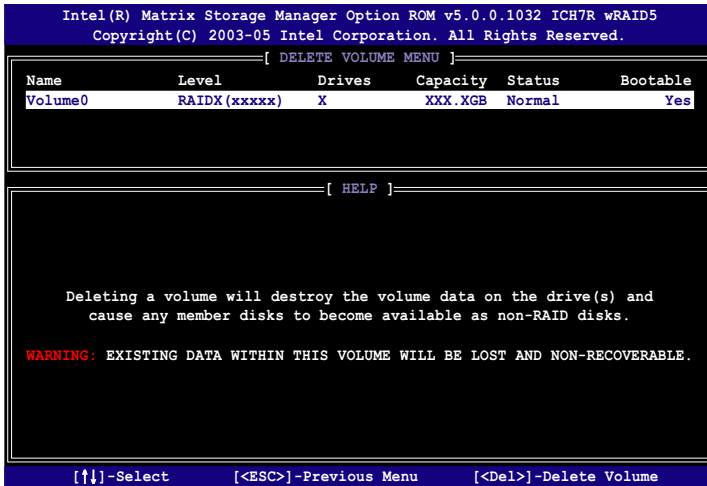 Intel(R) Matrix Storage Manager Option ROM v5.0.0.1032 ICH7R wRAID5
Copyright(C) 2003-05 Intel Corporation. All Rights Reserved.
[ DELETE VOLUME MENU ]
Name Level Drives Capacity Status Bootable
Volume0 RAIDX(xxxxx) X XXX.XGB Normal Yes
[ HELP ]
Deleting a volume will destroy the volume data on the drive(s) and
cause any member disks to become available as non-RAID disks.
WARNING: EXISTING DATA WITHIN THIS VOLUME WILL BE LOST AND NON-RECOVERABLE.
[↑↓]-Select [<ESC>]-Previous Menu [<Del>]-Delete Volume